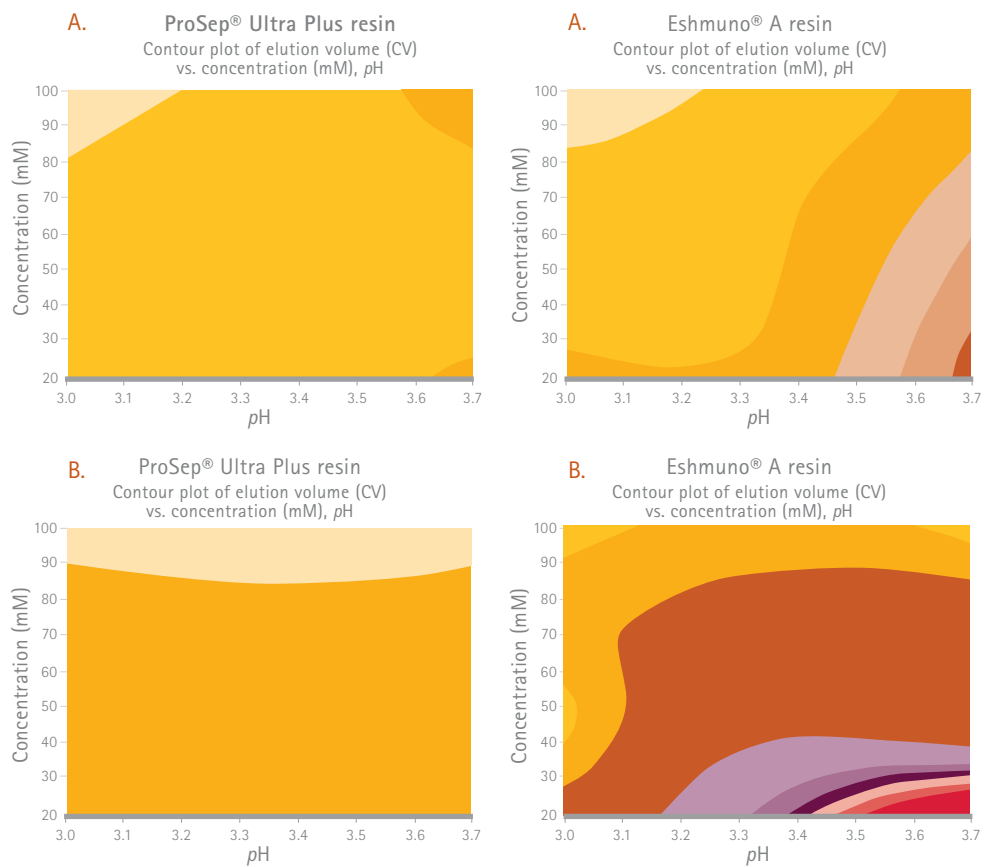 A.
ProSep® Ultra Plus resin
Contour plot of elution volume (CV)
vs. concentration (mM), pH
Concentration (mM)
100
90
80
70
60
50
40
30
20
3.0
3.1
3.2
3.3
3.4
3.5
3.6
3.7
pH
A.
Eshmuno® A resin
Contour plot of elution volume (CV)
vs. concentration (mM), pH
Concentration (mM)
100
90
80
70
60
50
40
30
20
3.0
3.1
3.2
3.3
3.4
3.5
3.6
3.7
pH
B.
ProSep® Ultra Plus resin
Contour plot of elution volume (CV)
vs. concentration (mM), pH
Concentration (mM)
100
90
80
70
60
50
40
30
20
3.0
3.1
3.2
3.3
3.4
3.5
3.6
3.7
pH
B.
Eshmuno® A resin
Contour plot of elution volume (CV)
vs. concentration (mM), pH
Concentration (mM)
100
90
80
70
60
50
40
30
20
3.0
3.1
3.2
3.3
3.4
3.5
3.6
3.7
pH